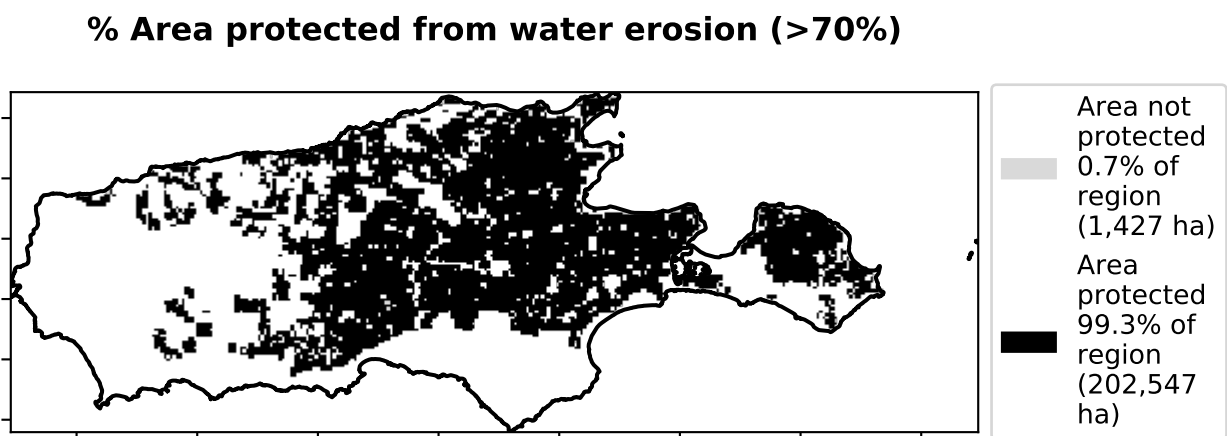 % Area protected from water erosion (>70%)
Area not
protected
0.7% of
region
(1,427 ha)
Area
protected
99.3% of
region
(202,547
ha)